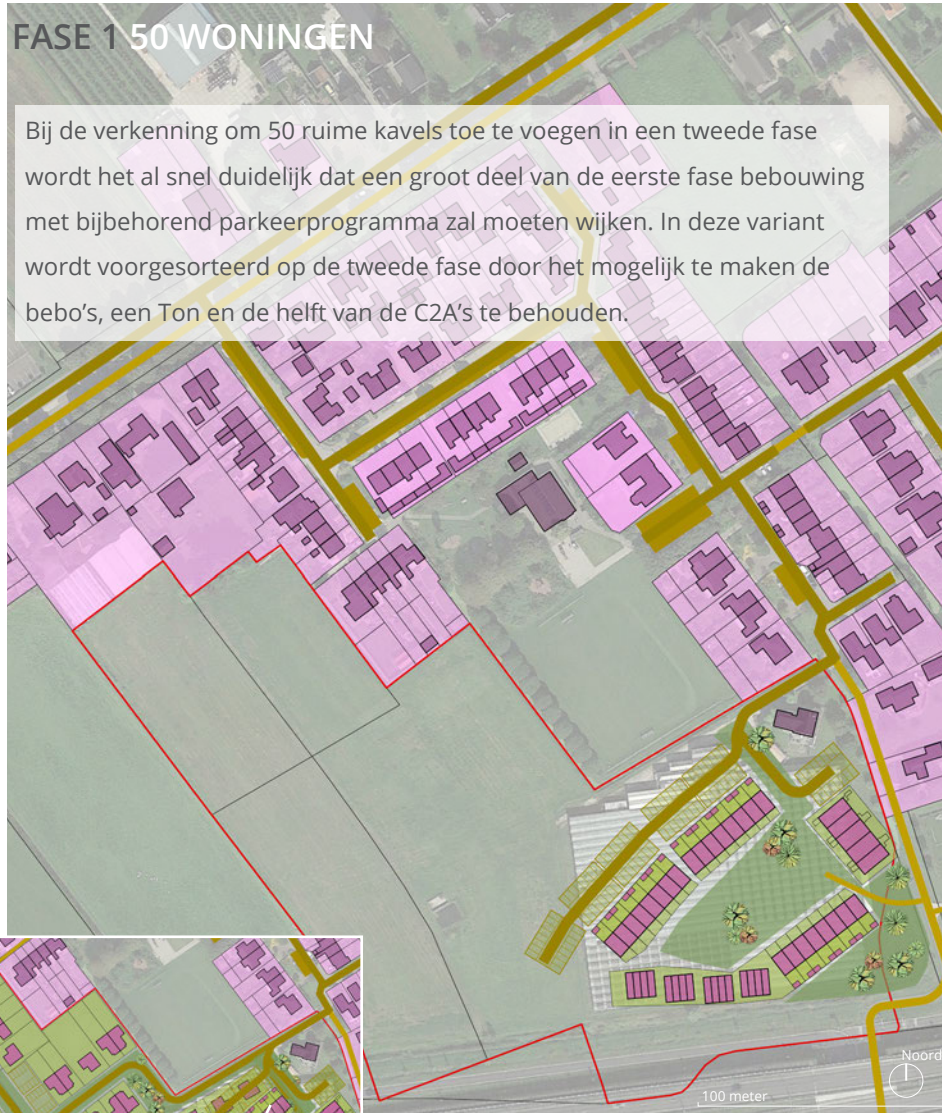 FASE 1 50 WONINGEN
Bij de verkenning om 50 ruime kavels toe te voegen in een tweede fase
wordt het al snel duidelijk dat een groot deel van de eerste fase bebouwing
met bijbehorend parkeerprogramma zal moeten wijken. In deze variant
wordt voorgesorteerd op de tweede fase door het mogelijk te maken de
bebo’s, een Ton en de helft van de C2A’s te behouden.
Noord
100 meter